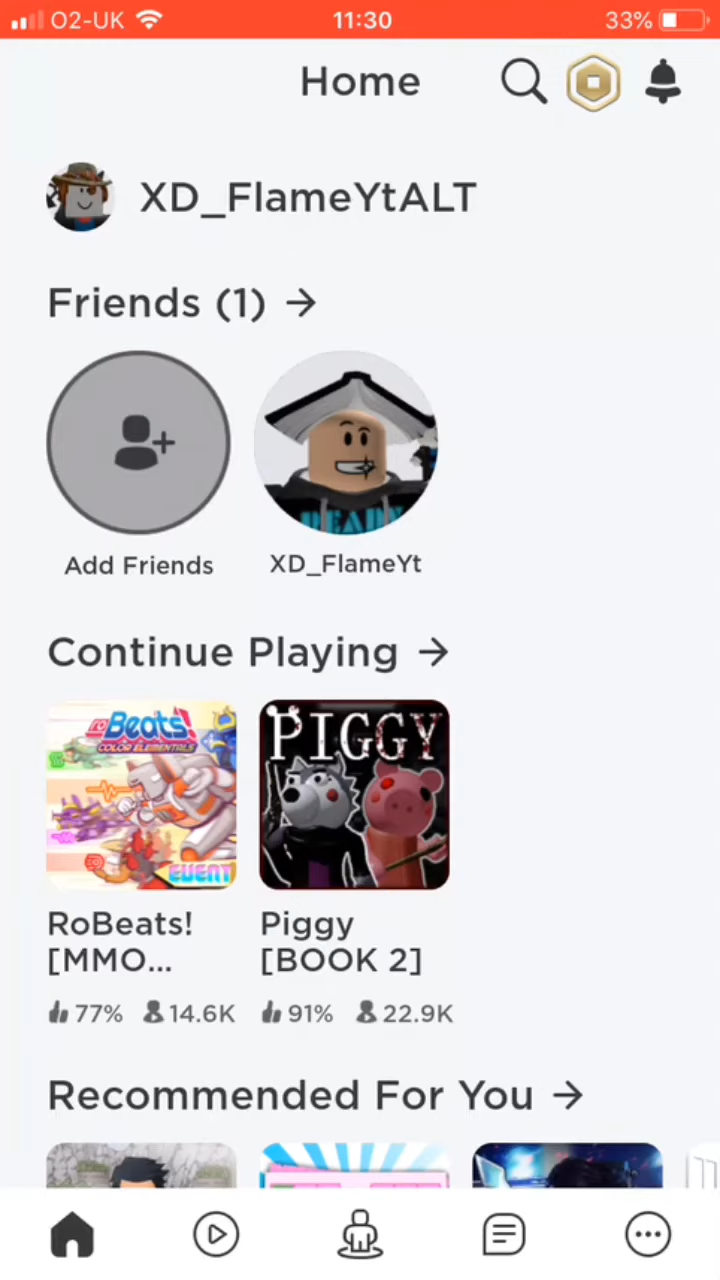 O2-UK 11:30 33%
Home
XD_FlameYtALT
Friends (1) →
Add Friends XD_FlameYt
Continue Playing →
roBeats!
COLOR ELEMENTALS
EVENT
PIGGY
RoBeats! [MMO...
Piggy [BOOK 2]
77% 14.6K 91% 22.9K
Recommended For You →